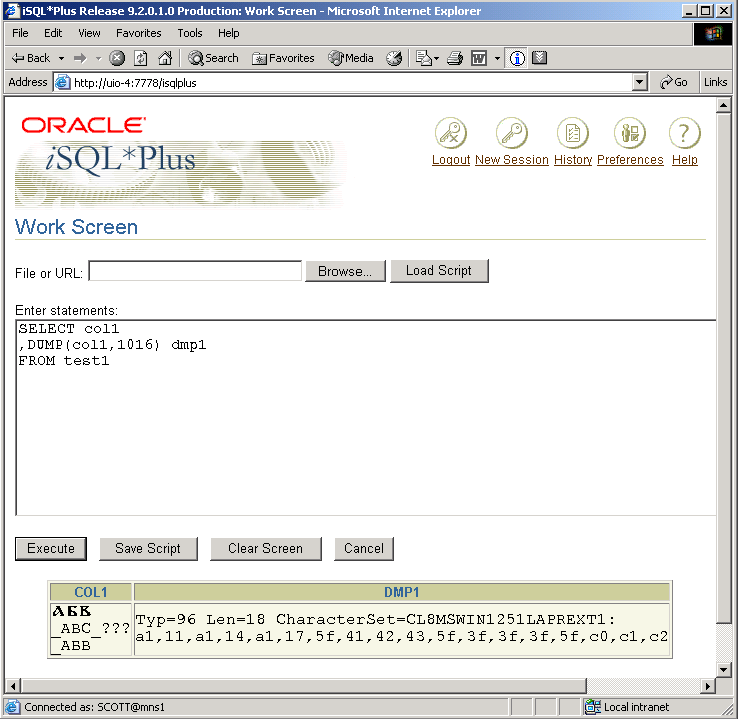 iSQL*Plus Release 9.2.0.1.0 Production: Work Screen - Microsoft Internet Explorer
File Edit View Favorites Tools Help
Back Search Favorites Media
Address http://uio-4:7778/isqlplus Go Links
ORACLE
iSQL*Plus
Logout New Session History Preferences Help
Work Screen
File or URL: Browse... Load Script
Enter statements:
SELECT col1
,DUMP(col1,1016) dmp1
FROM test1
Execute Save Script Clear Screen Cancel
COL1 DMP1
АБВ
_ABC_???
_АБВ
Typ=96 Len=18 CharacterSet=CL8MSWIN1251LAPREXT1:
a1,11,a1,14,a1,17,5f,41,42,43,5f,3f,3f,3f,5f,c0,c1,c2
Connected as: SCOTT@mns1 Local intranet